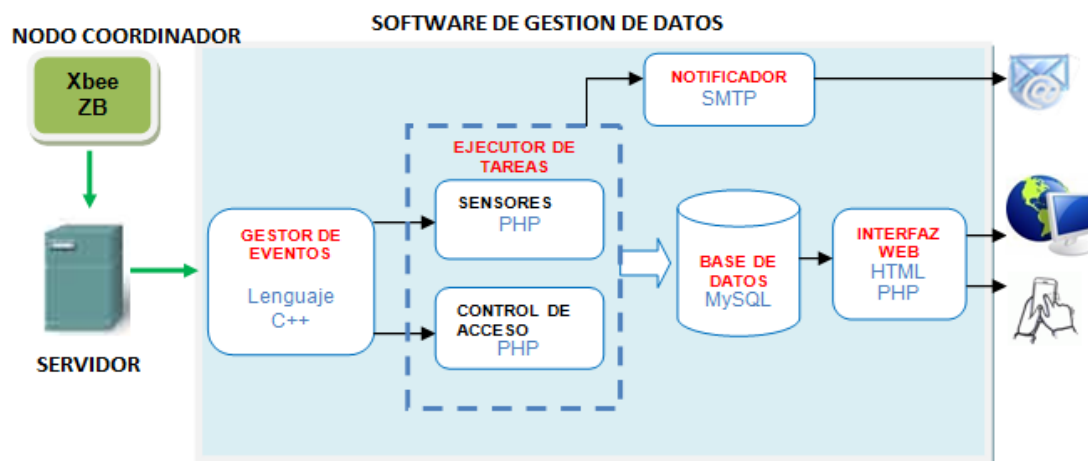 SOFTWARE DE GESTION DE DATOS
NODO COORDINADOR
Xbee
ZB
SERVIDOR
GESTOR DE
EVENTOS
Lenguaje
C++
EJECUTOR DE
TAREAS
SENSORES
PHP
CONTROL DE
ACCESO
PHP
NOTIFICADOR
SMTP
BASE DE
DATOS
MySQL
INTERFAZ
WEB
HTML
PHP
@